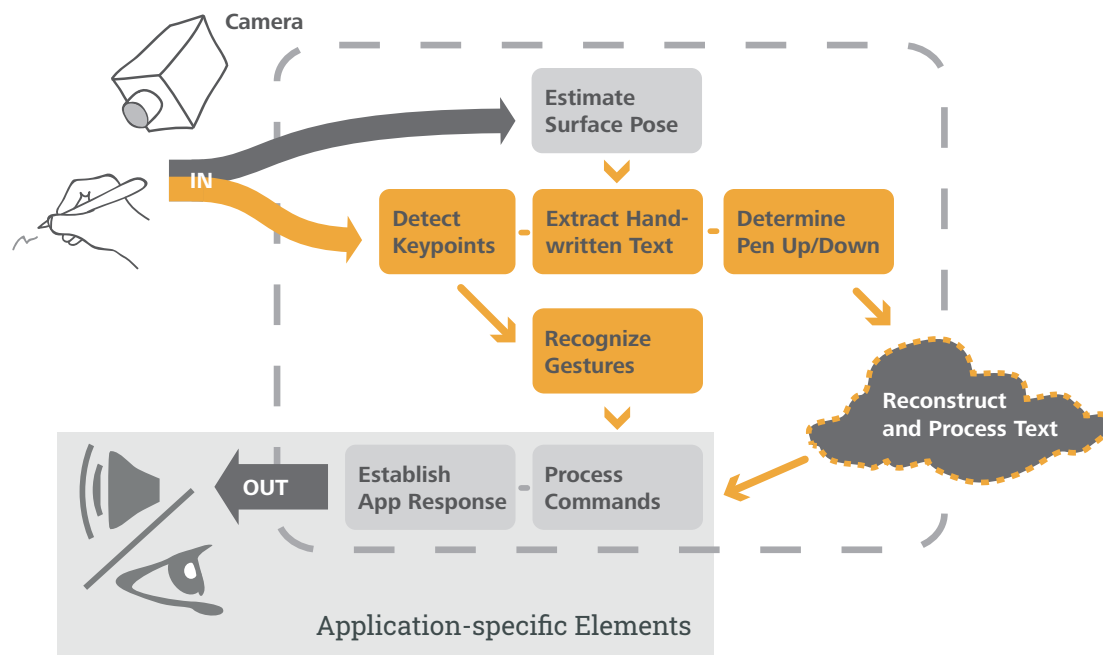 Camera
Estimate
Surface Pose
IN
Detect
Keypoints
Extract Hand-
written Text
Determine
Pen Up/Down
Recognize
Gestures
Reconstruct
and Process Text
OUT
Establish
App Response
Process
Commands
Application-specific Elements